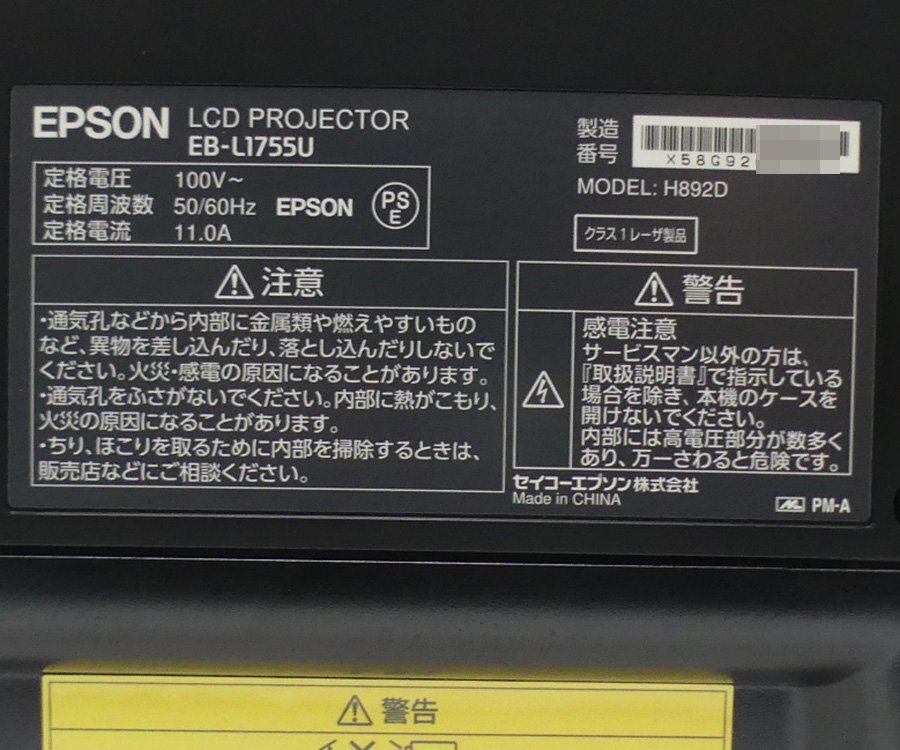 EPSON LCD PROJECTOR
EB-L1755U
定格電圧 100V~
定格周波数 50/60Hz EPSON PS E
定格電流 11.0A
製造
番号
X58G92
MODEL: H892D
クラス1レーザ製品
注意
・通気孔などから内部に金属類や燃えやすいもの
など、異物を差し込んだり、落とし込んだりしないで
ください。火災・感電の原因になることがあります。
・通気孔をふさがないでください。内部に熱がこもり、
火災の原因になることがあります。
・ちり、ほこりを取るために内部を掃除するときは、
販売店などにご相談ください。
警告
感電注意
サービスマン以外の方は、
『取扱説明書』で指示している
場合を除き、本機のケースを
開けないでください。
内部には高電圧部分が数多く
あり、万一さわると危険です。
セイコーエプソン株式会社
Made in CHINA
PM-A
警告